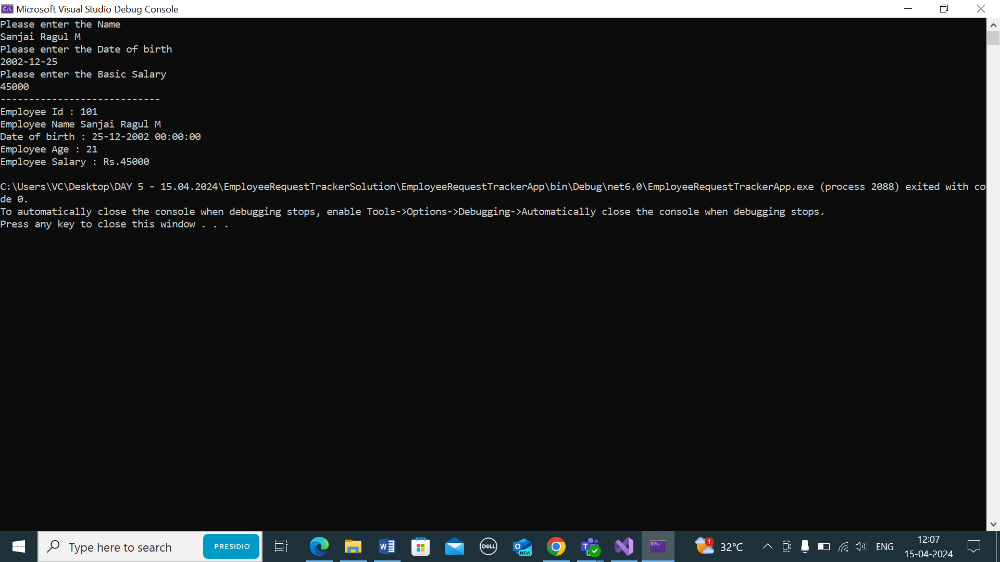 Microsoft Visual Studio Debug Console
Please enter the Name
Sanjai Ragul M
Please enter the Date of birth
2002-12-25
Please enter the Basic Salary
45000
----------------------------
Employee Id : 101
Employee Name Sanjai Ragul M
Date of birth : 25-12-2002 00:00:00
Employee Age : 21
Employee Salary : Rs.45000
C:\Users\VC\Desktop\DAY 5 - 15.04.2024\EmployeeRequestTrackerSolution\EmployeeRequestTrackerApp\bin\Debug\net6.0\EmployeeRequestTrackerApp.exe (process 2088) exited with co
de 0.
To automatically close the console when debugging stops, enable Tools->Options->Debugging->Automatically close the console when debugging stops.
Press any key to close this window . . .
Type here to search
PRESIDIO
DELL
NEW
1
32°C
ENG
12:07
15-04-2024